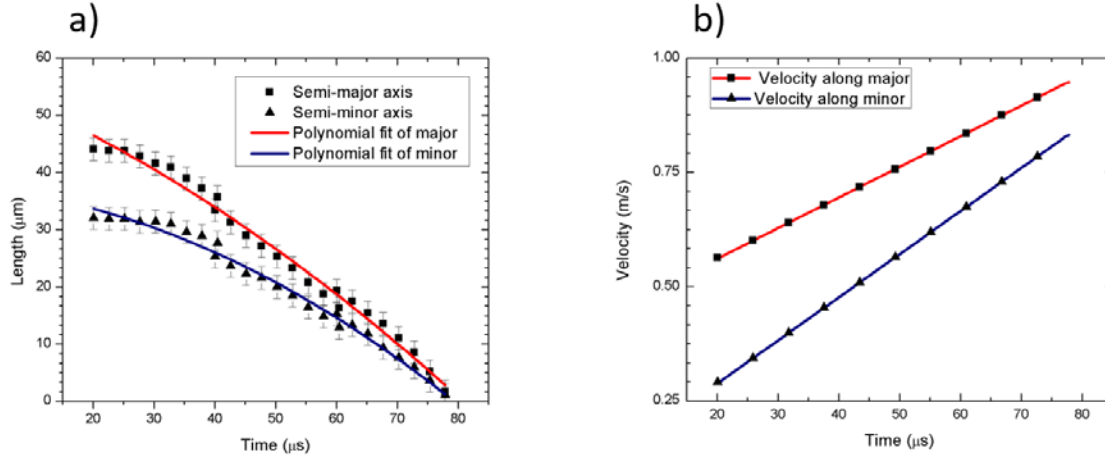 a)
60
50
40
30
20
10
0
Length (μm)
Semi-major axis
Semi-minor axis
Polynomial fit of major
Polynomial fit of minor
20 30 40 50 60 70 80
Time (μs)
b)
1.00
0.75
0.50
0.25
Velocity (m/s)
Velocity along major
Velocity along minor
20 30 40 50 60 70 80
Time (μs)